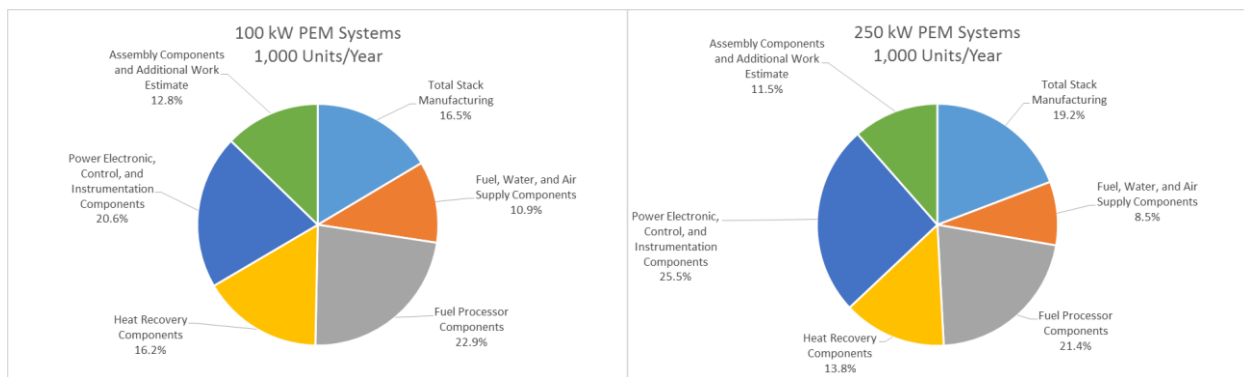 100 kW PEM Systems
1,000 Units/Year
Assembly Components
and Additional Work
Estimate
12.8%
Total Stack
Manufacturing
16.5%
Power Electronic,
Control, and
Instrumentation
Components
20.6%
Fuel, Water, and Air
Supply Components
10.9%
Heat Recovery
Components
16.2%
Fuel Processor
Components
22.9%
250 kW PEM Systems
1,000 Units/Year
Assembly Components
and Additional Work
Estimate
11.5%
Total Stack
Manufacturing
19.2%
Fuel, Water, and Air
Supply Components
8.5%
Power Electronic,
Control, and
Instrumentation
Components
25.5%
Heat Recovery
Components
13.8%
Fuel Processor
Components
21.4%